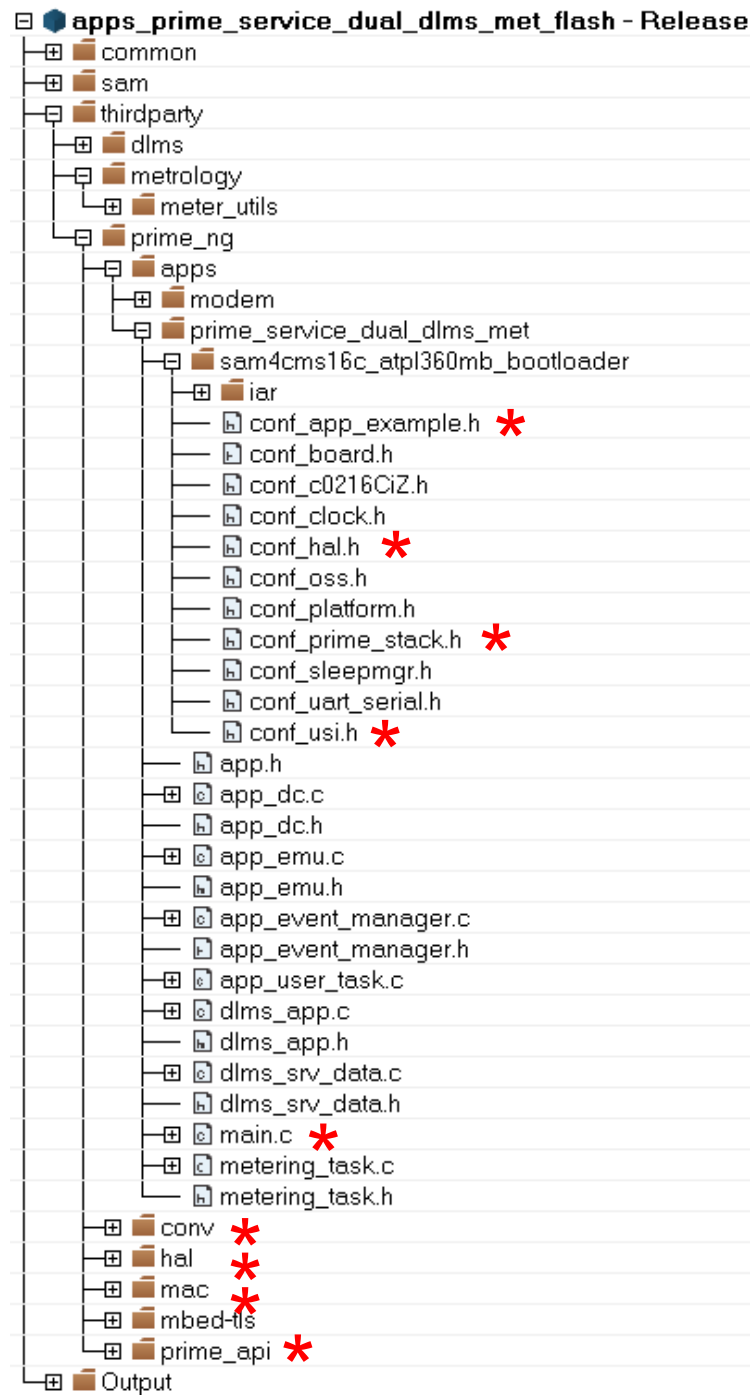 apps_prime_service_dual_dlms_met_flash - Release
common
sam
thirdparty
dlms
metrology
meter_utils
prime_ng
apps
modem
prime_service_dual_dlms_met
sam4cms16c_atpl360mb_bootloader
iar
conf_app_example.h *
conf_board.h
conf_c0216CiZ.h
conf_clock.h
conf_hal.h *
conf_oss.h
conf_platform.h
conf_prime_stack.h *
conf_sleepmgr.h
conf_uart_serial.h
conf_usi.h *
app.h
app_dc.c
app_dc.h
app_emu.c
app_emu.h
app_event_manager.c
app_event_manager.h
app_user_task.c
dlms_app.c
dlms_app.h
dlms_srv_data.c
dlms_srv_data.h
main.c *
metering_task.c
metering_task.h
conv *
hal *
mac *
mbed-tls
prime_api *
Output